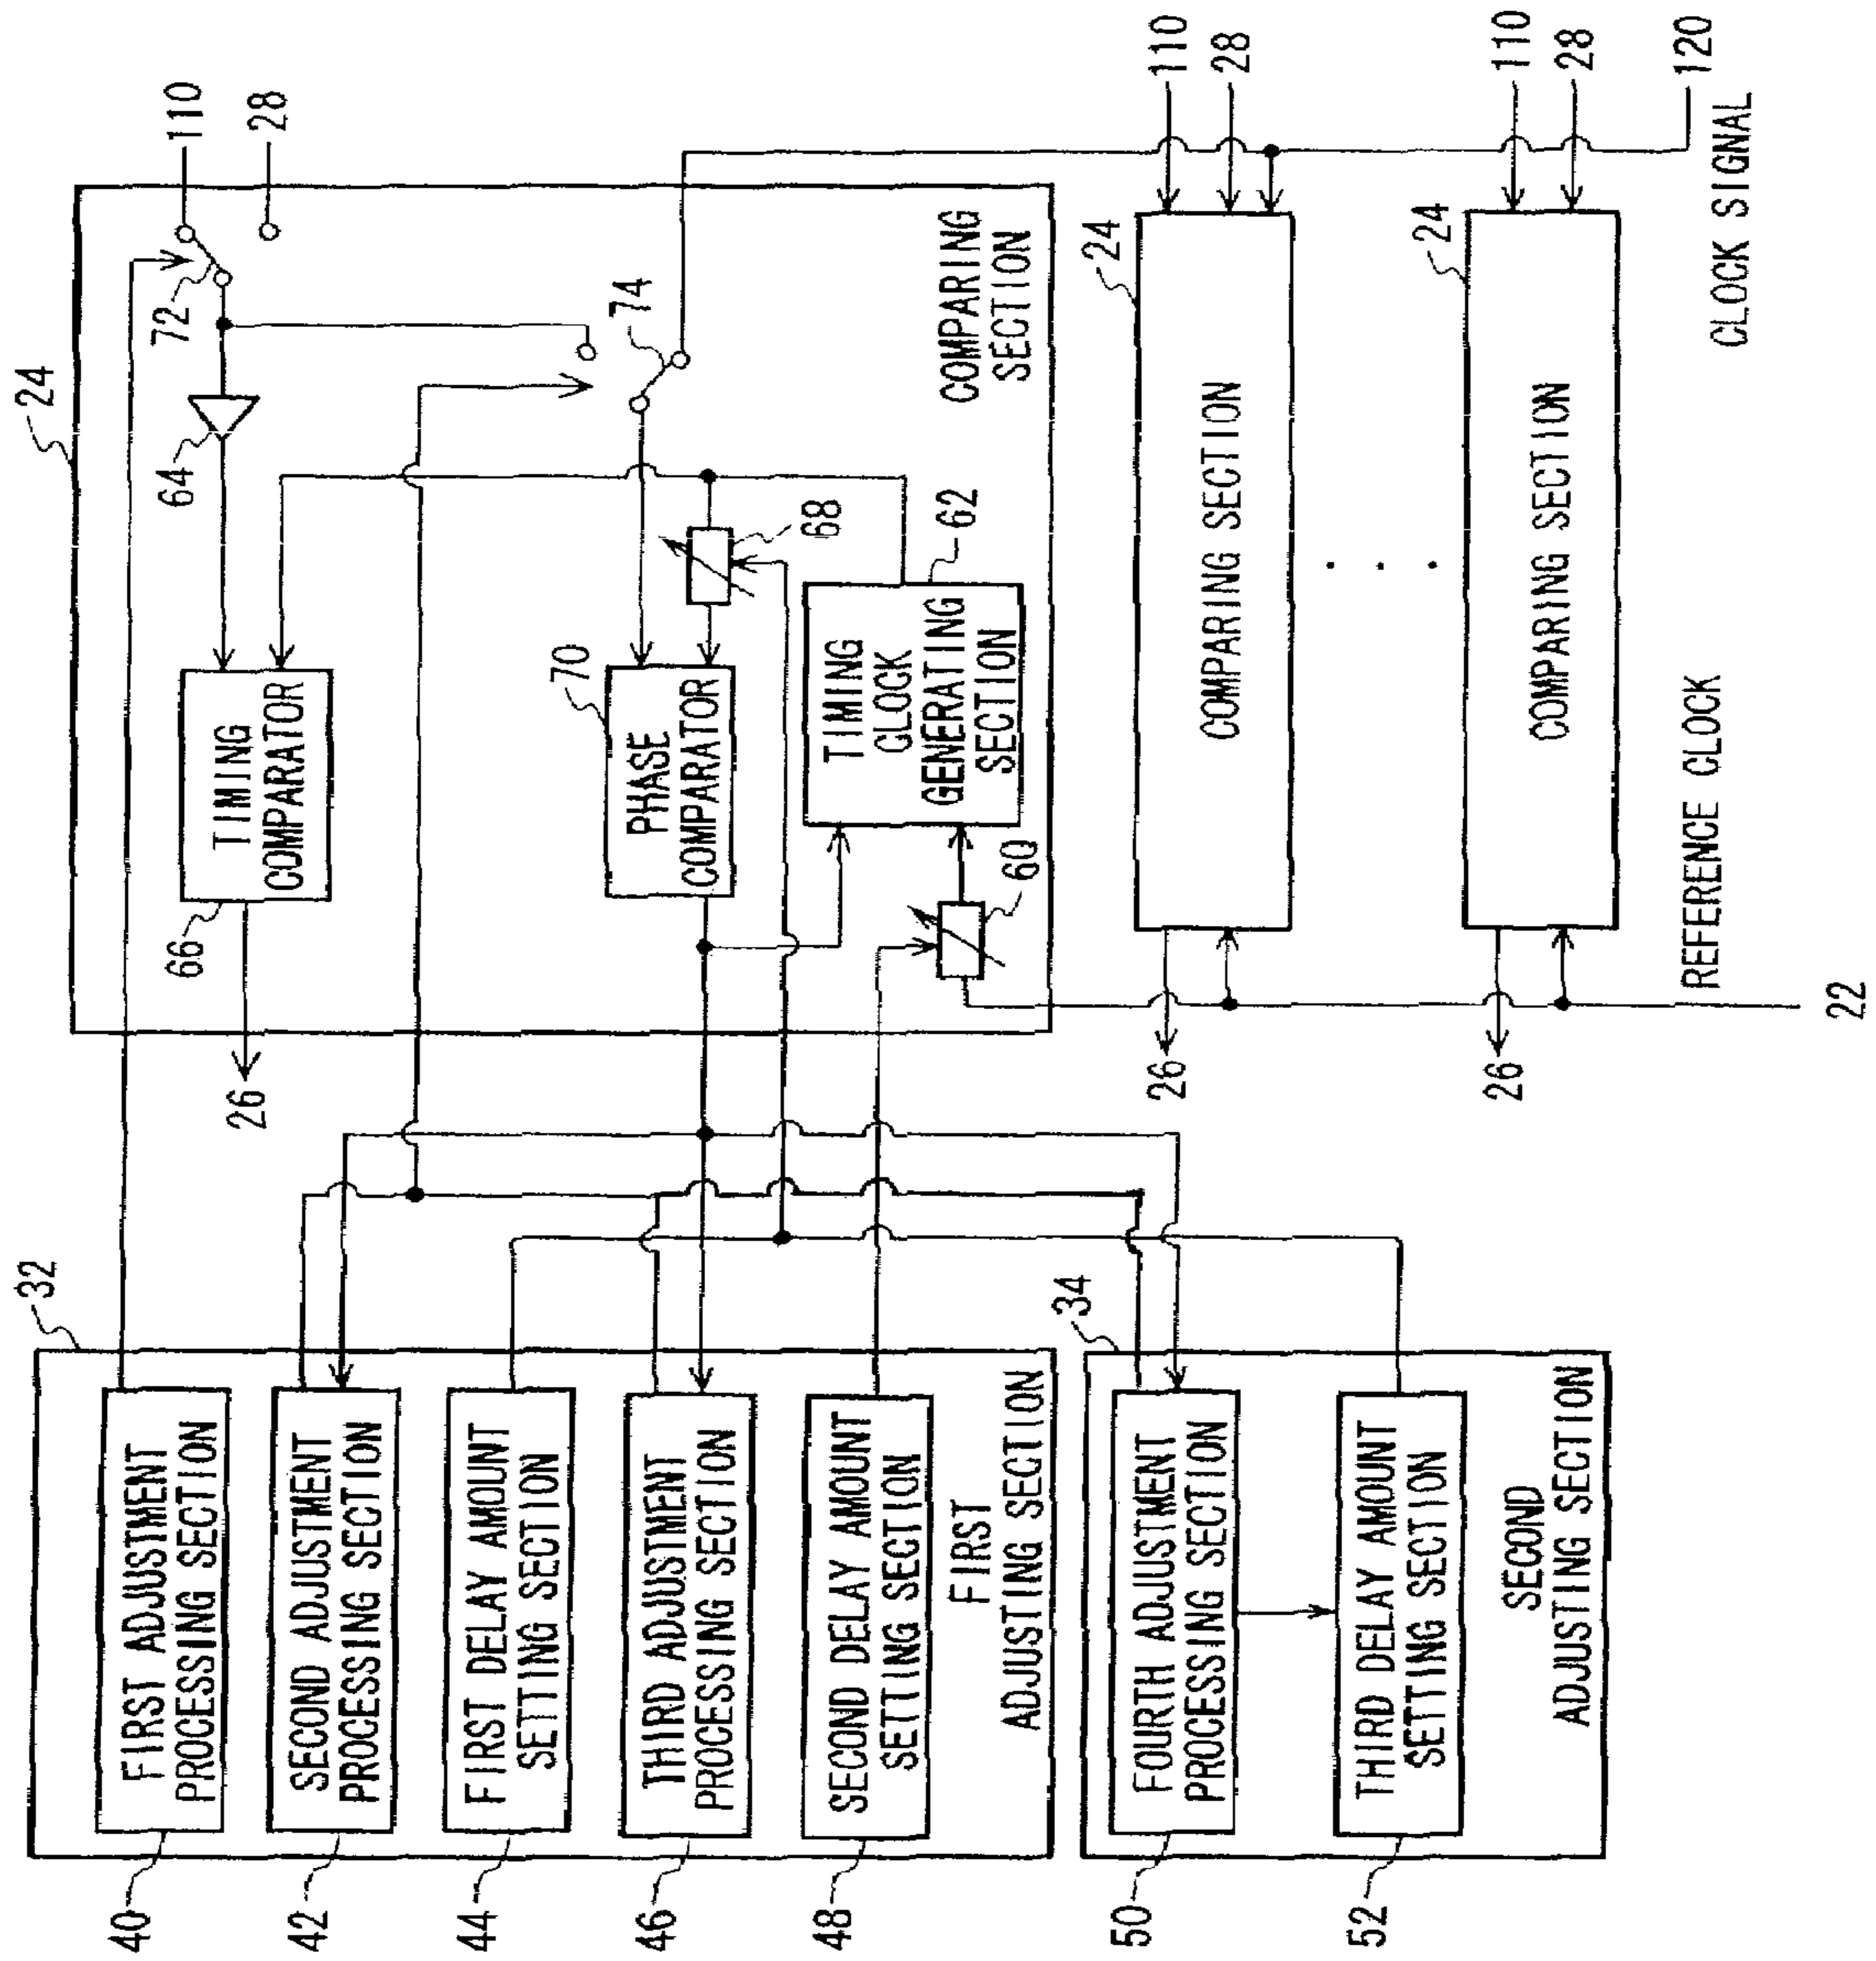 32
40
FIRST ADJUSTMENT
PROCESSING SECTION
42
SECOND ADJUSTMENT
PROCESSING SECTION
44
FIRST DELAY AMOUNT
SETTING SECTION
46
THIRD ADJUSTMENT
PROCESSING SECTION
48
SECOND DELAY AMOUNT
SETTING SECTION
FIRST
ADJUSTING SECTION
34
50
FOURTH ADJUSTMENT
PROCESSING SECTION
52
THIRD DELAY AMOUNT
SETTING SECTION
SECOND
ADJUSTING SECTION
24
72
110
28
64
66
TIMING
COMPARATOR
26
74
70
PHASE
COMPARATOR
68
62
TIMING
GLOCK
GENERATING
SECTION
60
COMPARING
SECTION
24
COMPARING SECTION
110
28
26
. . .
24
COMPARING SECTION
110
28
26
REFERENCE CLOCK
22
CLOCK SIGNAL
120